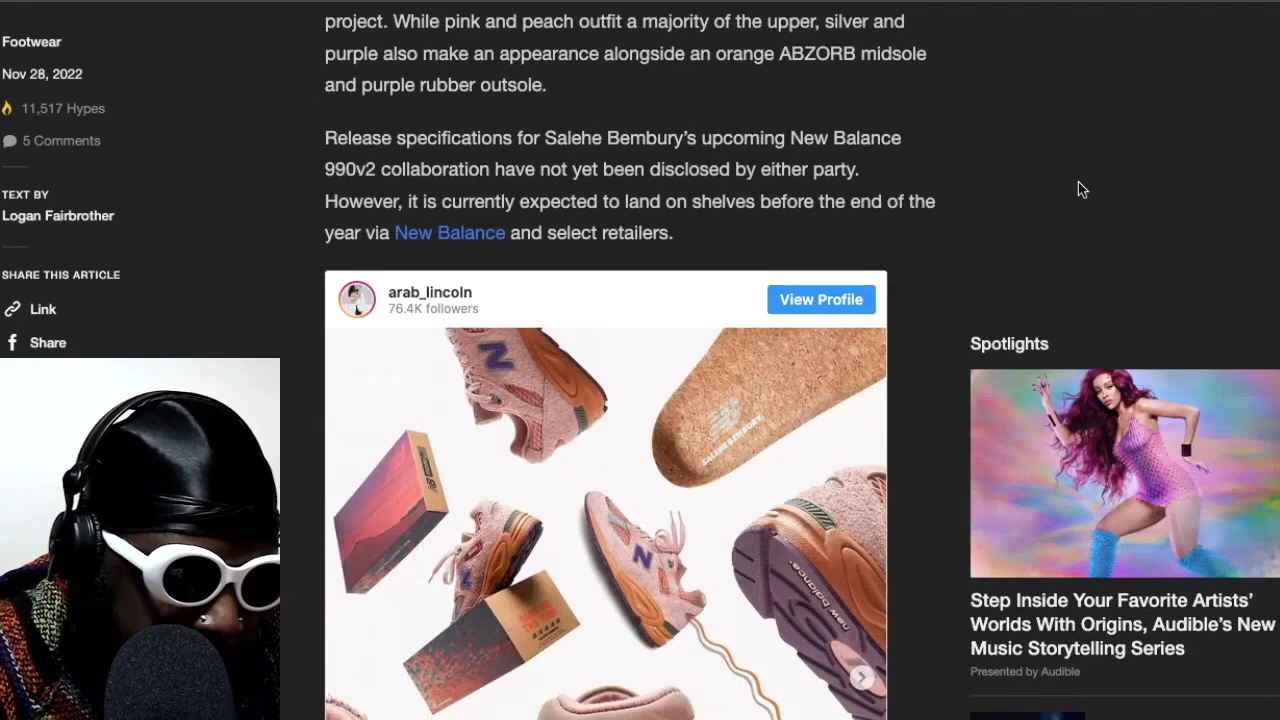 Footwear
Nov 28, 2022
11,517 Hypes
5 Comments
TEXT BY
Logan Fairbrother
SHARE THIS ARTICLE
Link
Share
project. While pink and peach outfit a majority of the upper, silver and
purple also make an appearance alongside an orange ABZORB midsole
and purple rubber outsole.
Release specifications for Salehe Bembury's upcoming New Balance
990v2 collaboration have not yet been disclosed by either party.
However, it is currently expected to land on shelves before the end of the
year via New Balance and select retailers.
arab_lincoln
76.4K followers
View Profile
N
SALEHE BEMBURY
N
N
new balance
Spotlights
Step Inside Your Favorite Artists'
Worlds With Origins, Audible's New
Music Storytelling Series
Presented by Audible